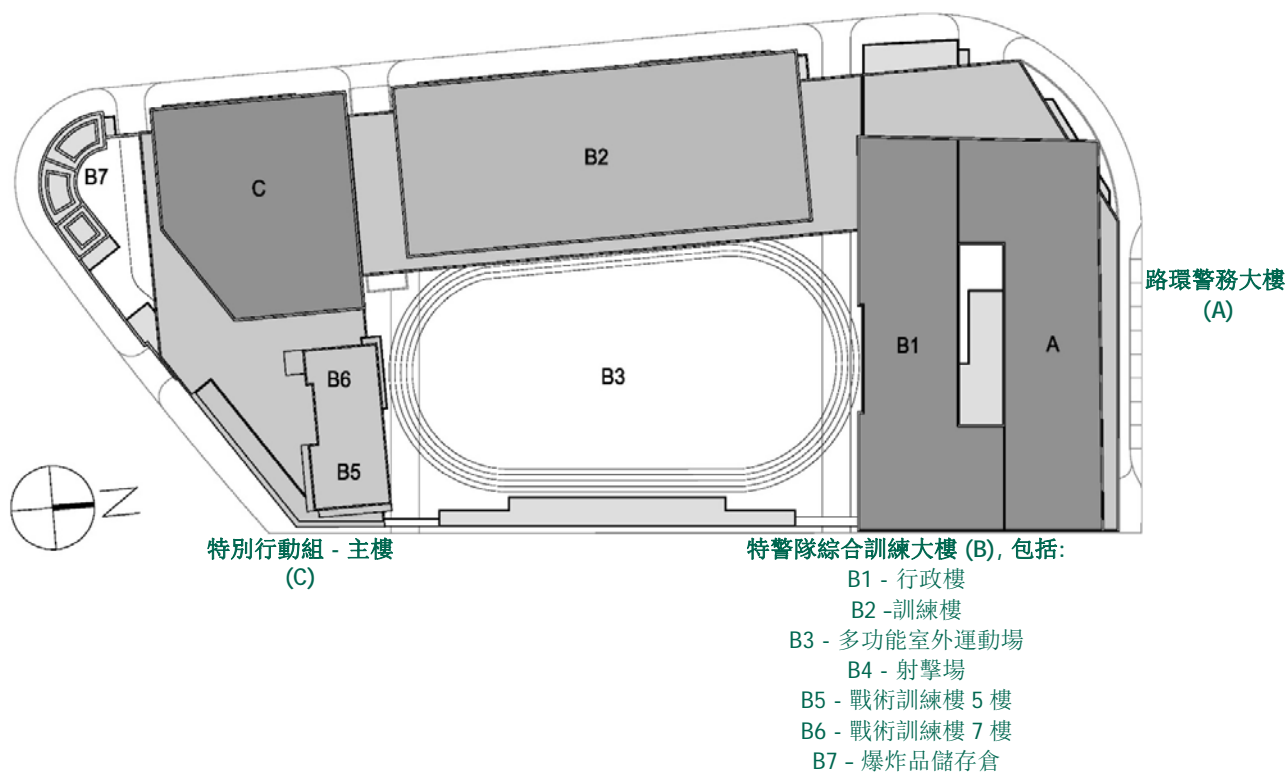 B2
C
B7
路環警務大樓
(A)
B1
A
B6
B3
B5
N
特別行動組 - 主樓
(C)
特警隊綜合訓練大樓 (B), 包括:
B1 - 行政樓
B2 –訓練樓
B3 - 多功能室外運動場
B4 - 射擊場
B5 - 戰術訓練樓 5 樓
B6 - 戰術訓練樓 7 樓
B7 – 爆炸品儲存倉